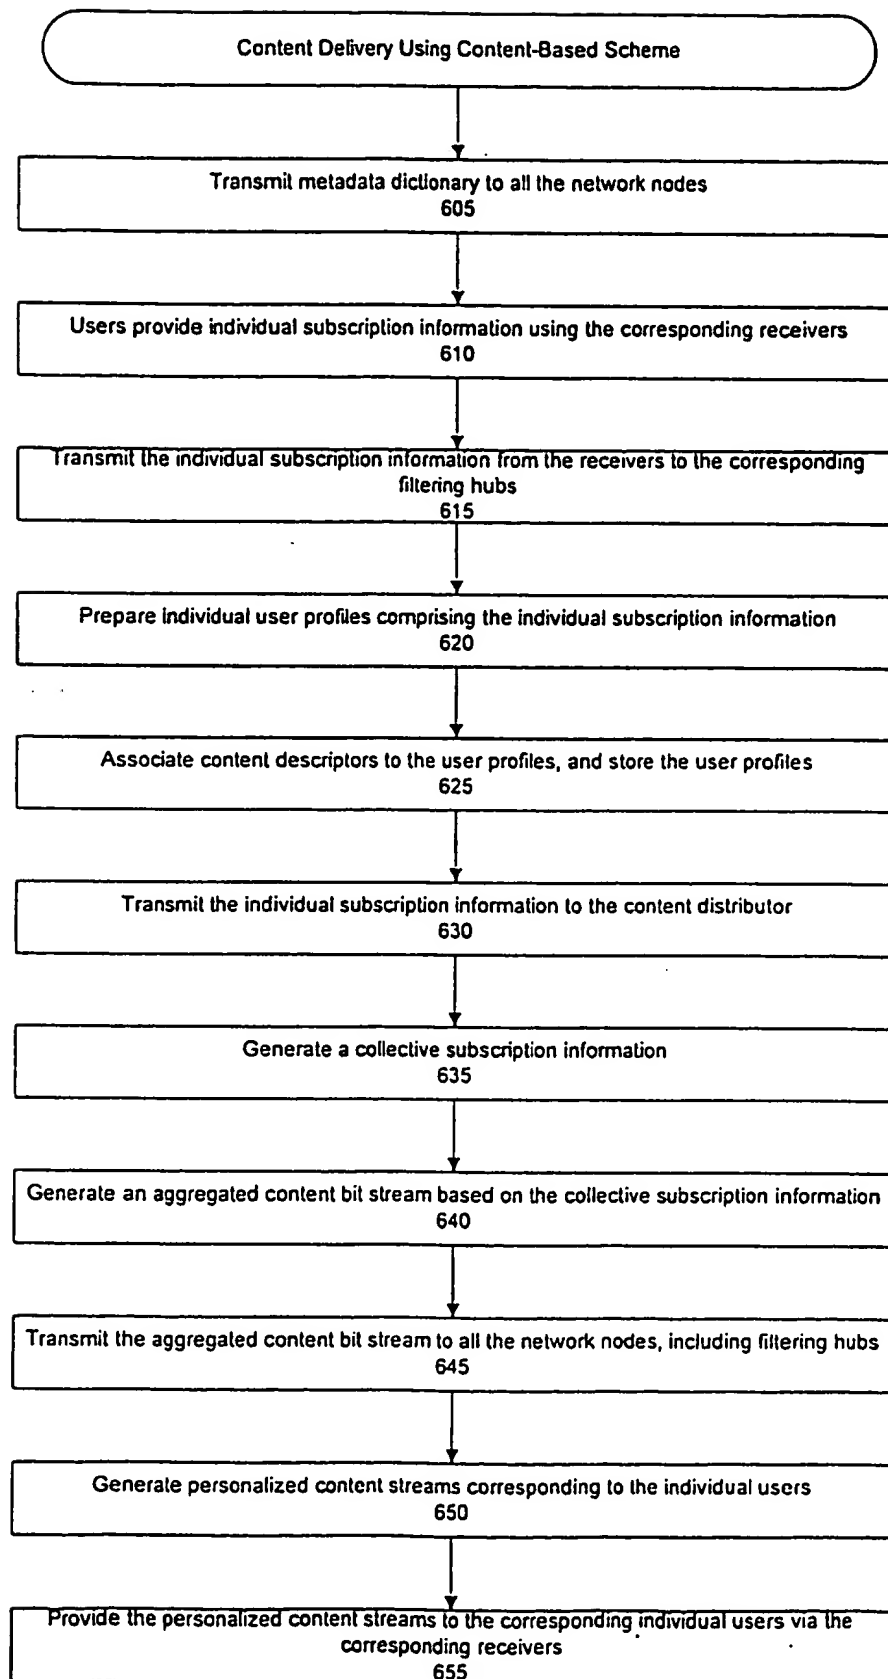 Content Delivery Using Content-Based Scheme
Transmit metadata dictionary to all the network nodes
605
Users provide individual subscription information using the corresponding receivers
610
Transmit the individual subscription information from the receivers to the corresponding
filtering hubs
615
Prepare individual user profiles comprising the individual subscription information
620
Associate content descriptors to the user profiles, and store the user profiles
625
Transmit the individual subscription information to the content distributor
630
Generate a collective subscription information
635
Generate an aggregated content bit stream based on the collective subscription information
640
Transmit the aggregated content bit stream to all the network nodes, including filtering hubs
645
Generate personalized content streams corresponding to the individual users
650
Provide the personalized content streams to the corresponding individual users via the
corresponding receivers
655